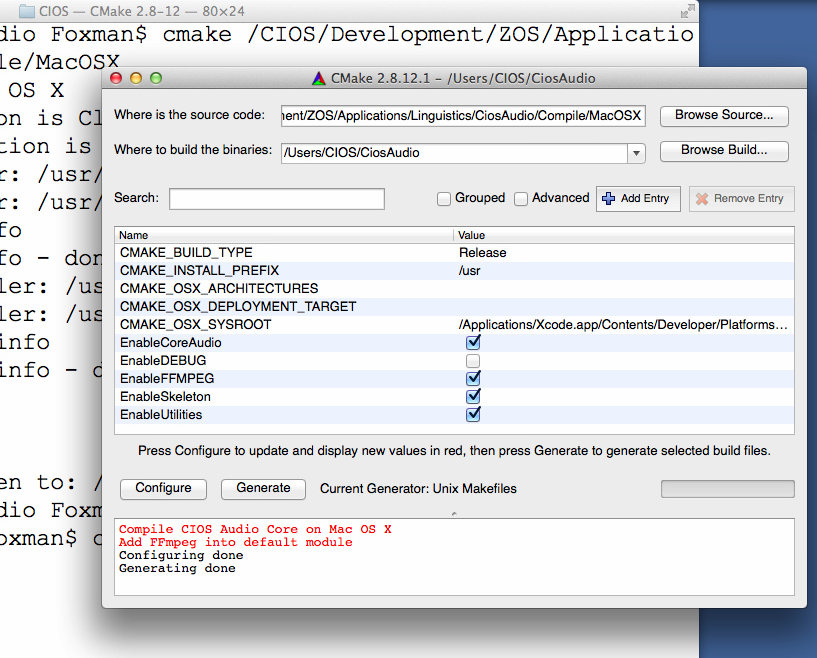 CIOS — CMake 2.8-12 — 80×24
dio Foxman$ cmake /CIOS/Development/ZOS/Applicatio
le/MacOSX
OS X
on is Cl
tion is
r: /usr/
r: /usr/
fo
fo - don
ler: /us
ler: /us
info
info - d
en to: /
dio Foxm
oxman$ c
CMake 2.8.12.1 - /Users/CIOS/CiosAudio
Where is the source code: ent/ZOS/Applications/Linguistics/CiosAudio/Compile/MacOSX Browse Source...
Where to build the binaries: /Users/CIOS/CiosAudio Browse Build...
Search: Grouped Advanced Add Entry Remove Entry
Name Value
CMAKE_BUILD_TYPE Release
CMAKE_INSTALL_PREFIX /usr
CMAKE_OSX_ARCHITECTURES
CMAKE_OSX_DEPLOYMENT_TARGET
CMAKE_OSX_SYSROOT /Applications/Xcode.app/Contents/Developer/Platforms...
EnableCoreAudio
EnableDEBUG
EnableFFMPEG
EnableSkeleton
EnableUtilities
Press Configure to update and display new values in red, then press Generate to generate selected build files.
Configure Generate Current Generator: Unix Makefiles
Compile CIOS Audio Core on Mac OS X
Add FFmpeg into default module
Configuring done
Generating done